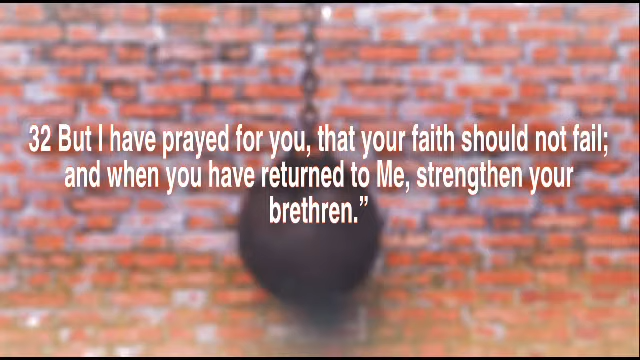 32 But I have prayed for you, that your faith should not fail;
and when you have returned to Me, strengthen your
brethren.”